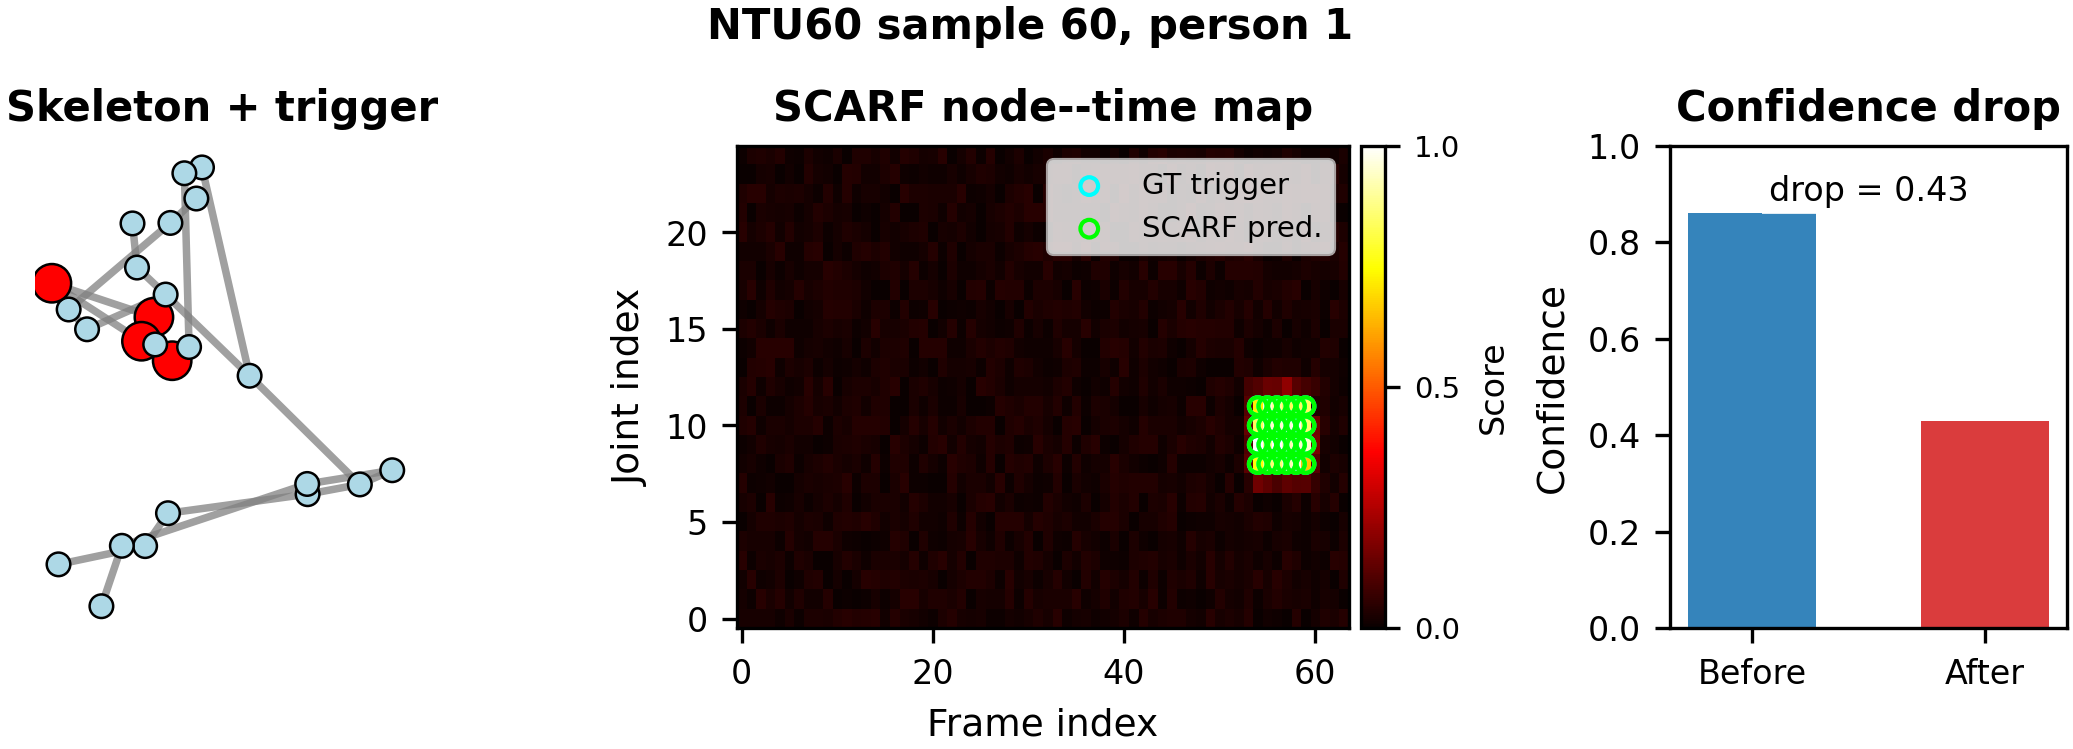 NTU60 sample 60, person 1
Skeleton + trigger
SCARF node--time map
GT trigger
SCARF pred.
Joint index
20
15
10
5
0
0
20
40
60
Frame index
1.0
0.5
0.0
Score
Confidence drop
drop = 0.43
Confidence
1.0
0.8
0.6
0.4
0.2
0.0
Before
After